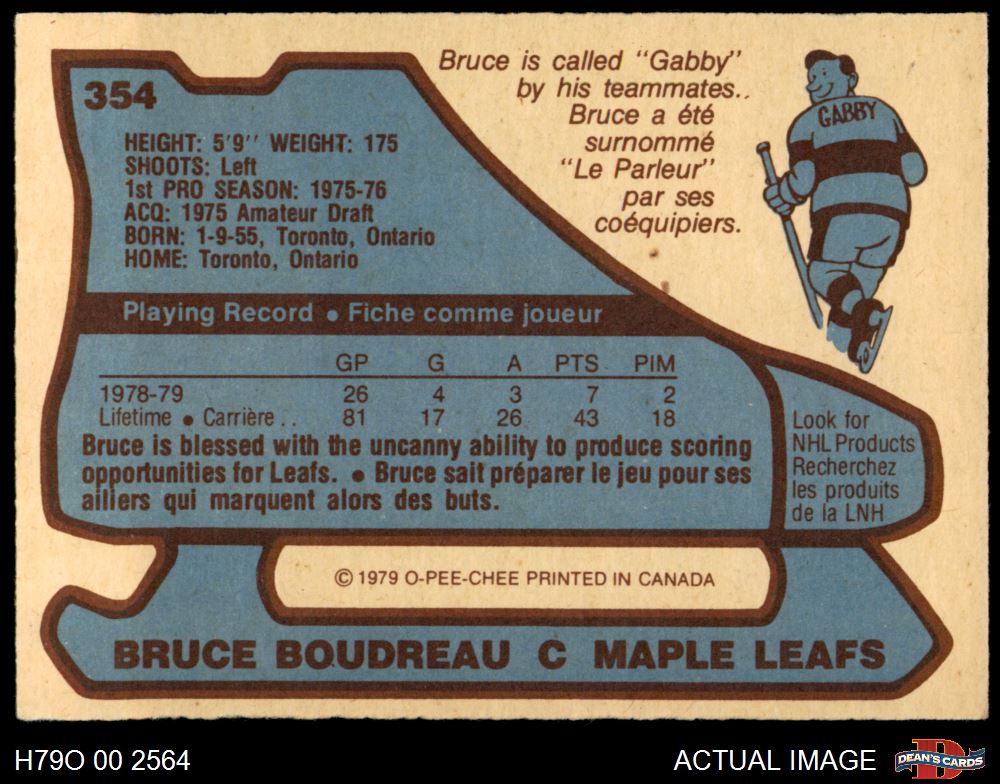 354
HEIGHT: 5'9'' WEIGHT: 175
SHOOTS: Left
1st PRO SEASON: 1975-76
ACQ: 1975 Amateur Draft
BORN: 1-9-55, Toronto, Ontario
HOME: Toronto, Ontario
Bruce is called "Gabby"
by his teammates..
Bruce a été
surnommé
"Le Parleur"
par ses
coéquipiers.
GABBY
Playing Record • Fiche comme joueur
GP G A PTS PIM
1978-79 26 4 3 7 2
Lifetime • Carrière .. 81 17 26 43 18
Bruce is blessed with the uncanny ability to produce scoring
opportunities for Leafs. • Bruce sait préparer le jeu pour ses
ailiers qui marquent alors des buts.
Look for
NHL Products
Recherchez
les produits
de la LNH
© 1979 O-PEE-CHEE PRINTED IN CANADA
BRUCE BOUDREAU C MAPLE LEAFS
H79O 00 2564
ACTUAL IMAGE
DEAN'S CARDS